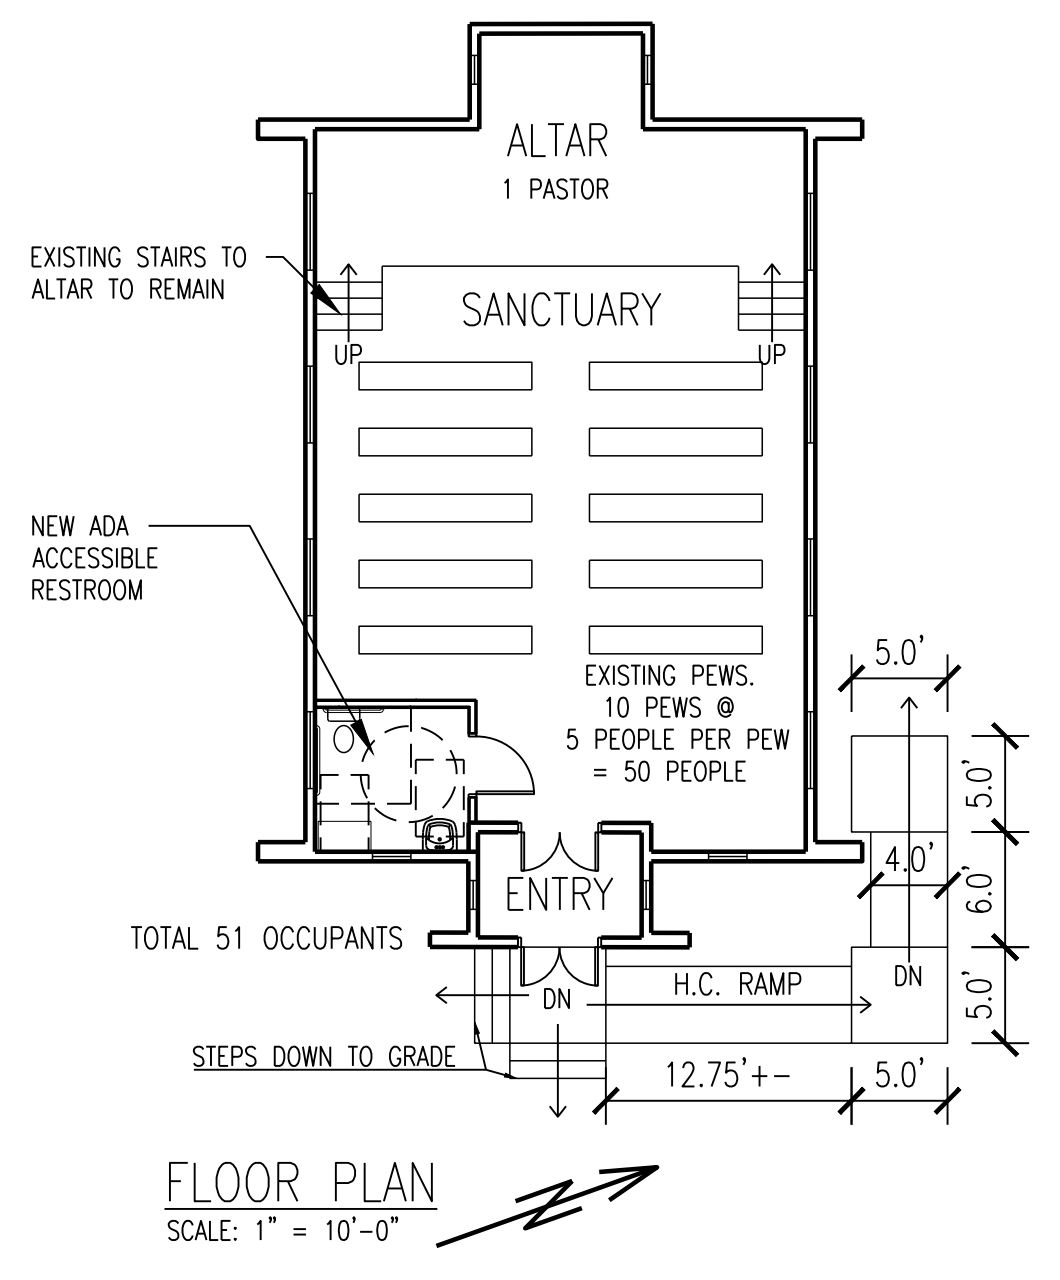 ALTAR
1 PASTOR
EXISTING STAIRS TO
ALTAR TO REMAIN
SANCTUARY
UP
UP
NEW ADA
ACCESSIBLE
RESTROOM
EXISTING PEWS.
10 PEWS @
5 PEOPLE PER PEW
= 50 PEOPLE
5.0'
5.0'
4.0'
6.0'
ENTRY
TOTAL 51 OCCUPANTS
DN
H.C. RAMP
DN
5.0'
STEPS DOWN TO GRADE
12.75'+-
5.0'
FLOOR PLAN
SCALE: 1" = 10'-0"
N